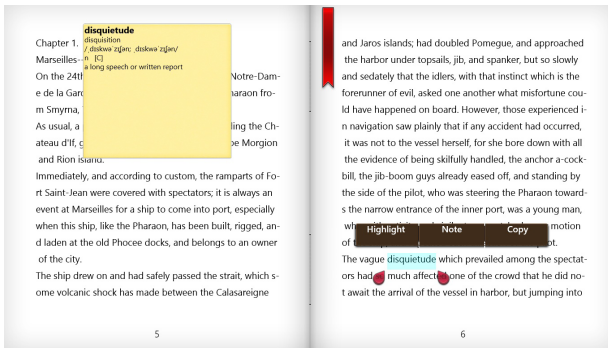 disquietude
disquisition
/ˌdɪskwəˈzɪʃən; ˌdɪskwəˈzɪʃən/
n [C]
a long speech or written report
Chapter 1.
Marseilles--
On the 24th Notre-Dam-
e de la fro-
m Smyrna,
As usual, a the Ch-
ateau d'If, Morgion
and Rion island.
Immediately, and according to custom, the ramparts of Fo-
rt Saint-Jean were covered with spectators; it is always an
event at Marseilles for a ship to come into port, especially
when this ship, like the Pharaon, has been built, rigged, an-
d laden at the old Phocee docks, and belongs to an owner
of the city.
The ship drew on and had safely passed the strait, which s-
ome volcanic shock has made between the Calasareigne
5
and Jaros islands; had doubled Pomegue, and approached
the harbor under topsails, jib, and spanker, but so slowly
and sedately that the idlers, with that instinct which is the
forerunner of evil, asked one another what misfortune cou-
ld have happened on board. However, those experienced i-
n navigation saw plainly that if any accident had occurred,
it was not to the vessel herself, for she bore down with all
the evidence of being skilfully handled, the anchor a-cock-
bill, the jib-boom guys already eased off, and standing by
the side of the pilot, who was steering the Pharaon toward-
s the narrow entrance of the inner port, was a young man,
motion
of
Highlight Note Copy
The vague disquietude which prevailed among the spectat-
ors had much affected one of the crowd that he did no-
t await the arrival of the vessel in harbor, but jumping into
6